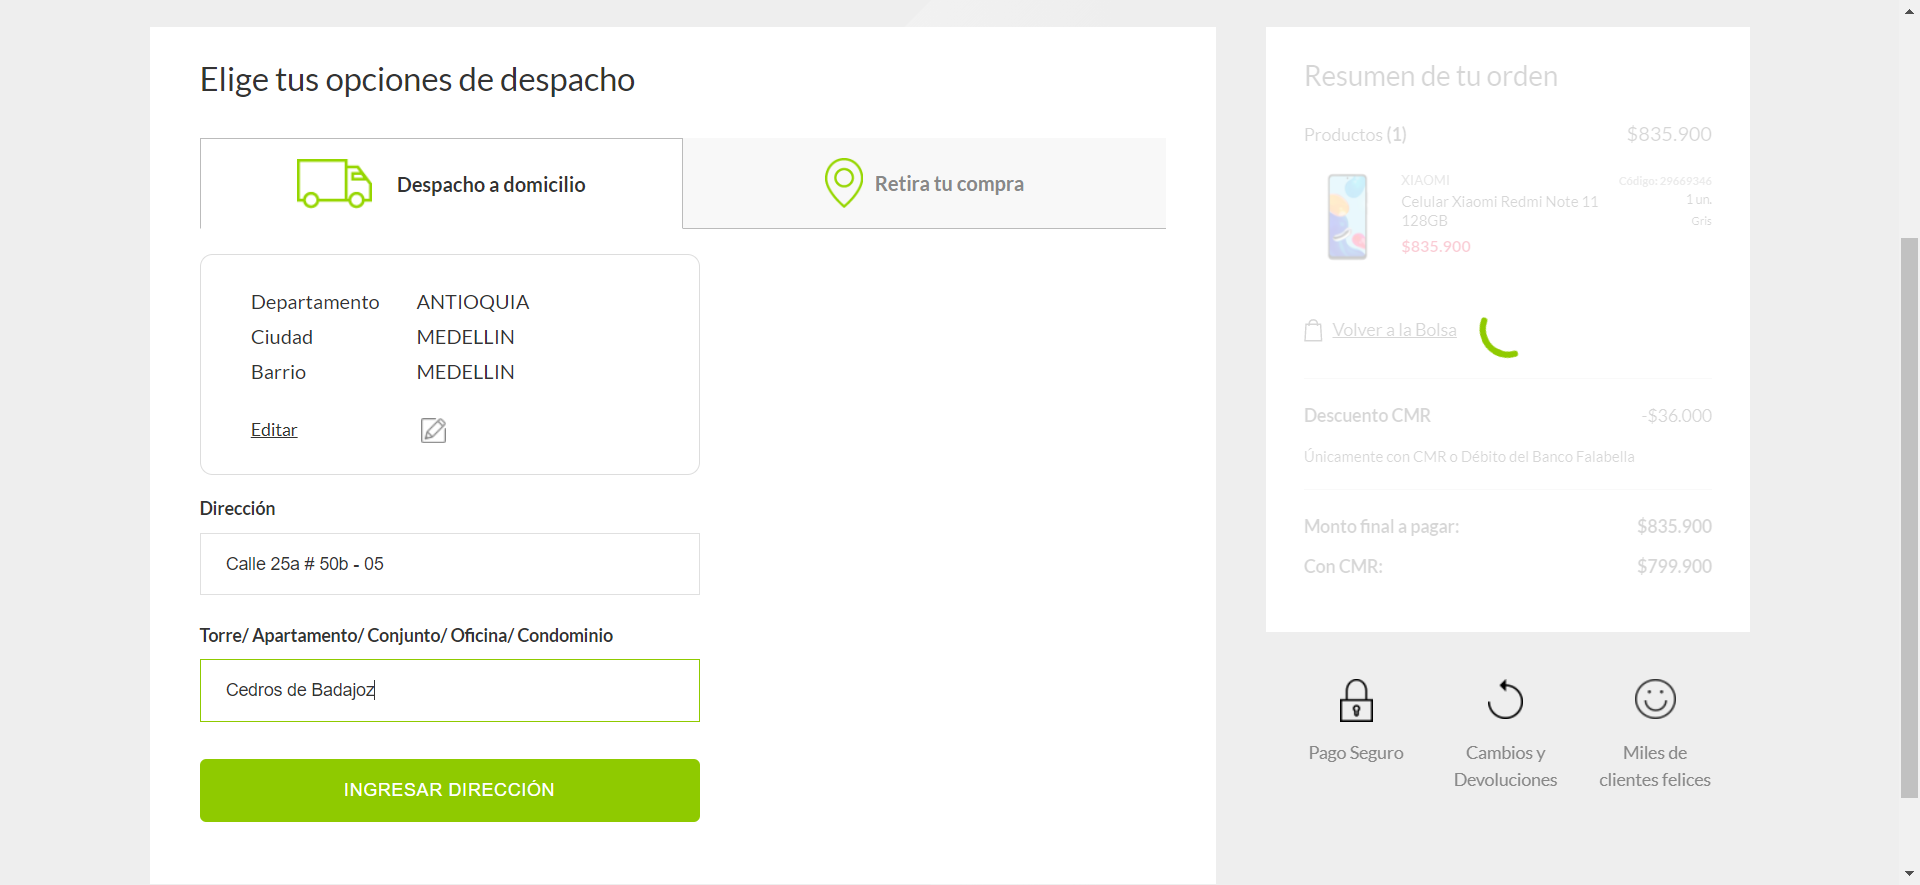 Elige tus opciones de despacho
Despacho a domicilio
Retira tu compra
Departamento ANTIOQUIA
Ciudad MEDELLIN
Barrio MEDELLIN
Editar
Dirección
Calle 25a # 50b - 05
Torre/ Apartamento/ Conjunto/ Oficina/ Condominio
Cedros de Badajoz
INGRESAR DIRECCIÓN
Resumen de tu orden
Productos (1) $835.900
XIAOMI Código: 29669346
Celular Xiaomi Redmi Note 11 1 un.
128GB Gris
$835.900
Volver a la Bolsa
Descuento CMR -$36.000
Únicamente con CMR o Débito del Banco Falabella
Monto final a pagar: $835.900
Con CMR: $799.900
Pago Seguro
Cambios y
Devoluciones
Miles de
clientes felices